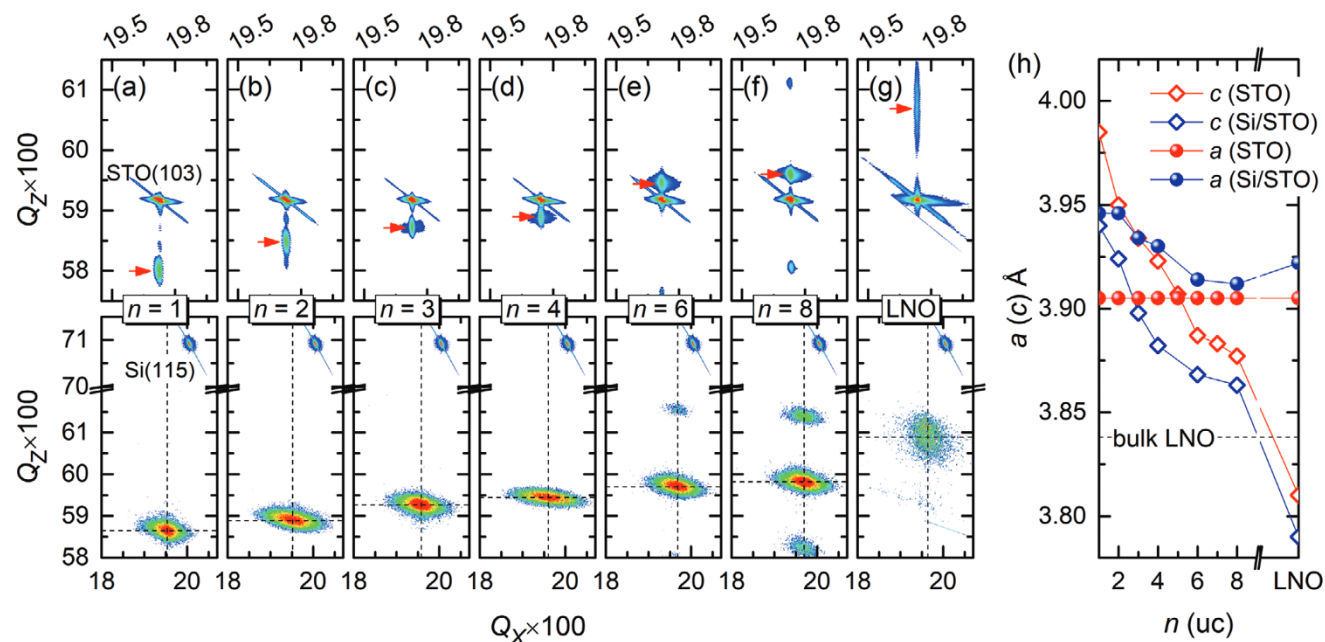 19.5 19.8 19.5 19.8 19.5 19.8 19.5 19.8 19.5 19.8 19.5 19.8 19.5 19.8
(a) (b) (c) (d) (e) (f) (g) (h)
61
60
59
58
Q_Z×100
STO(103)
n = 1 n = 2 n = 3 n = 4 n = 6 n = 8 LNO
71
70
61
60
59
58
Q_Z×100
Si(115)
18 20 18 20 18 20 18 20 18 20 18 20 18 20
Q_X×100
c (STO)
c (Si/STO)
a (STO)
a (Si/STO)
4.00
3.95
3.90
3.85
3.80
a (c) Å
bulk LNO
2 4 6 8 LNO
n (uc)